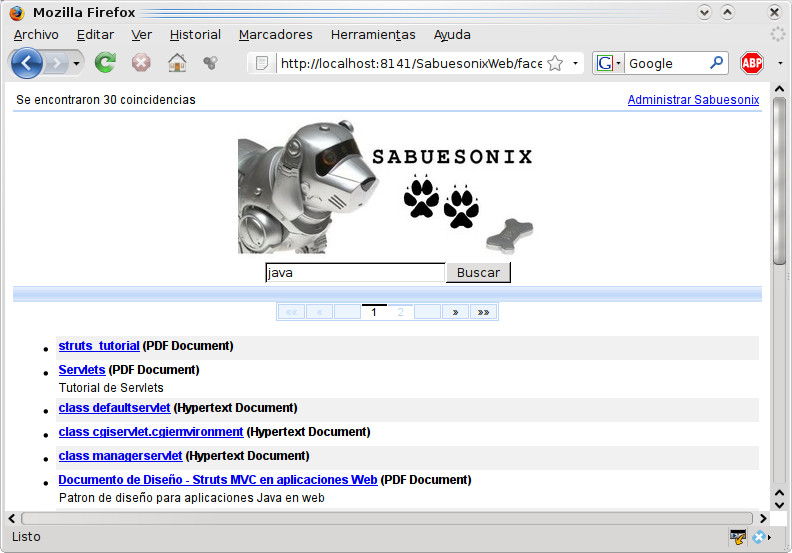 Mozilla Firefox
Archivo Editar Ver Historial Marcadores Herramientas Ayuda
http://localhost:8141/SabuesonixWeb/face Google ABP
Se encontraron 30 coincidencias Administrar Sabuesonix
SABUESONIX
java Buscar
«« « 1 2 » »»
struts_tutorial (PDF Document)
Servlets (PDF Document)
Tutorial de Servlets
class defaultservlet (Hypertext Document)
class cgiservlet.cgiemvironment (Hypertext Document)
class managerservlet (Hypertext Document)
Documento de Diseño - Struts MVC en aplicaciones Web (PDF Document)
Patron de diseño para aplicaciones Java en web
Listo